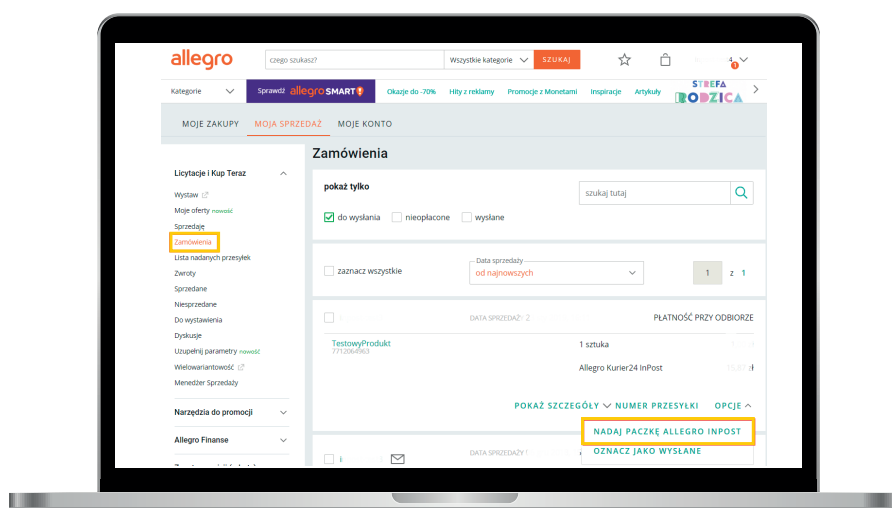 allegro
czego szukasz?
Wszystkie kategorie
SZUKAJ
4
1
Kategorie
Sprawdź allegro SMART!
Okazje do -70%
Hity z reklamy
Promocje z Monetami
Inspiracje
Artykuły
STREFA
RODZICA
MOJE ZAKUPY
MOJA SPRZEDAŻ
MOJE KONTO
Zamówienia
Licytacje i Kup Teraz
Wystaw
Moje oferty nowość
Sprzedaję
Zamówienia
Lista nadanych przesyłek
Zwroty
Sprzedane
Niesprzedane
Do wystawienia
Dyskusje
Uzupełnij parametry nowość
Wielowariantowość
Menedżer Sprzedaży
Narzędzia do promocji
Allegro Finanse
pokaż tylko
szukaj tutaj
do wysłania
nieopłacone
wysłane
zaznacz wszystkie
Data sprzedaży
od najnowszych
1 z 1
DATA SPRZEDAŻY 2
PŁATNOŚĆ PRZY ODBIORZE
TestowyProdukt
7712064963
1 sztuka
Allegro Kurier24 InPost
zł
POKAŻ SZCZEGÓŁY
NUMER PRZESYŁKI
OPCJE
NADAJ PACZKĘ ALLEGRO INPOST
OZNACZ JAKO WYSŁANE
DATA SPRZEDAŻY